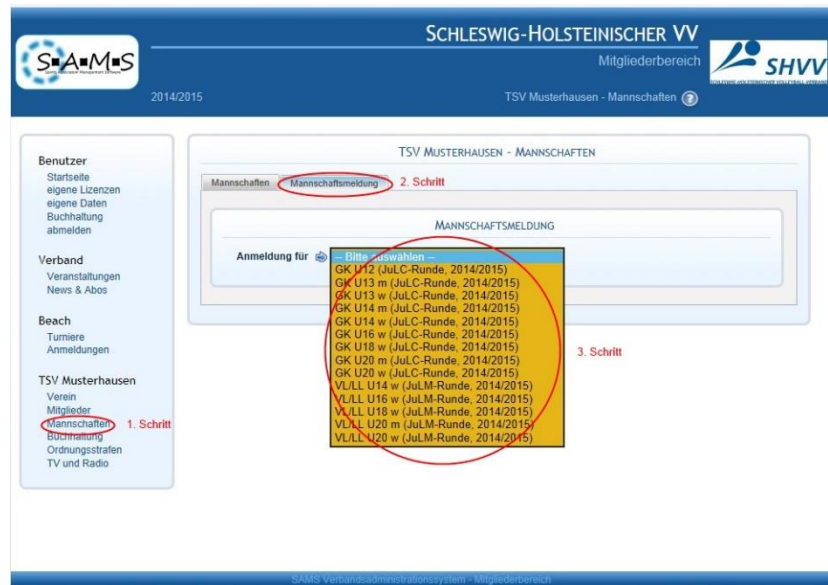 SCHLESWIG-HOLSTEINISCHER VV
S-A-M-S
Mitgliederbereich
SHVV
2014/2015
TSV Musterhausen - Mannschaften
Benutzer
Startseite
eigene Lizenzen
eigene Daten
Buchhaltung
abmelden
Verband
Veranstaltungen
News & Abos
Beach
Turniere
Anmeldungen
TSV Musterhausen
Verein
Mitglieder
Mannschaften 1. Schritt
Buchhaltung
Ordnungsstrafen
TV und Radio
TSV MUSTERHAUSEN - MANNSCHAFTEN
Mannschaften Mannschaftsmeldung 2. Schritt
MANNSCHAFTSMELDUNG
Anmeldung für -- Bitte auswählen --
GK U12 (JuLC-Runde, 2014/2015)
GK U13 m (JuLC-Runde, 2014/2015)
GK U13 w (JuLC-Runde, 2014/2015)
GK U14 m (JuLC-Runde, 2014/2015)
GK U14 w (JuLC-Runde, 2014/2015)
GK U16 w (JuLC-Runde, 2014/2015)
GK U18 w (JuLC-Runde, 2014/2015)
GK U20 m (JuLC-Runde, 2014/2015)
GK U20 w (JuLC-Runde, 2014/2015)
VL/LL U14 w (JuLM-Runde, 2014/2015)
VL/LL U16 w (JuLM-Runde, 2014/2015)
VL/LL U18 w (JuLM-Runde, 2014/2015)
VL/LL U20 m (JuLM-Runde, 2014/2015)
VL/LL U20 w (JuLM-Runde, 2014/2015)
3. Schritt
SAMS Verbandsadministrationssystem - Mitgliederbereich